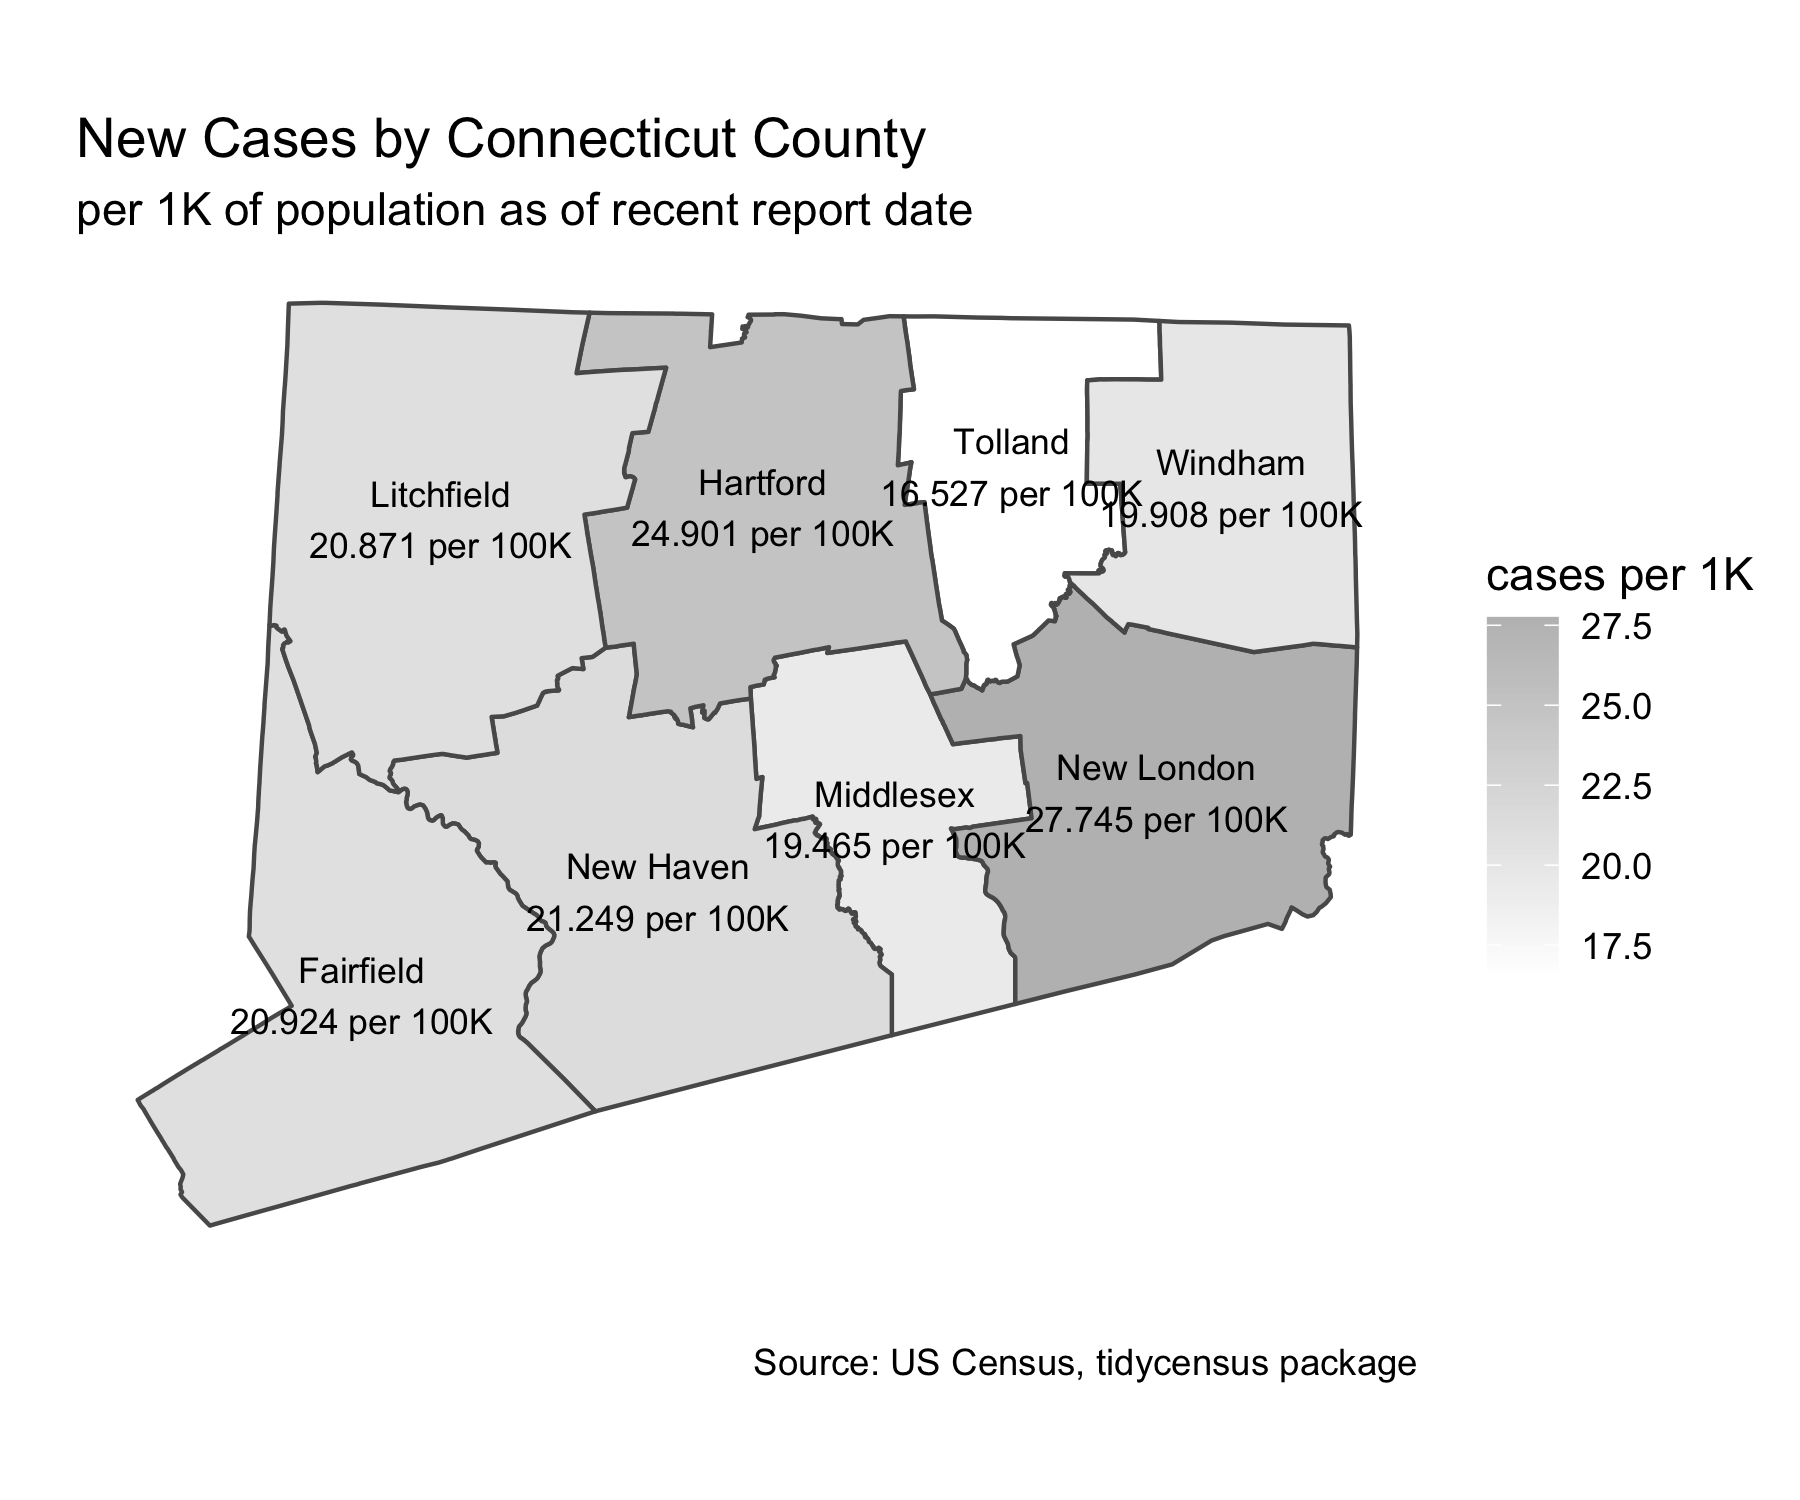 New Cases by Connecticut County
per 1K of population as of recent report date
Litchfield
20.871 per 100K
Hartford
24.901 per 100K
Tolland
16.527 per 100K
Windham
19.908 per 100K
New London
27.745 per 100K
Middlesex
19.465 per 100K
New Haven
21.249 per 100K
Fairfield
20.924 per 100K
cases per 1K
27.5
25.0
22.5
20.0
17.5
Source: US Census, tidycensus package